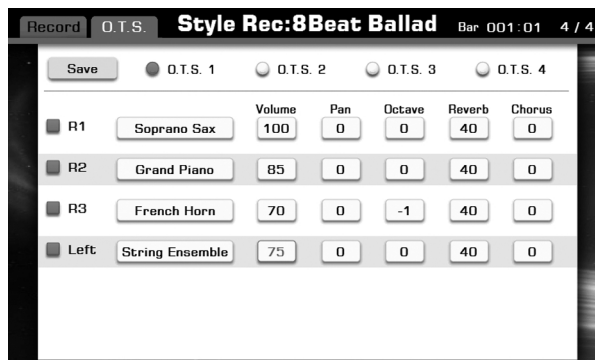 Record O.T.S. Style Rec:8Beat Ballad Bar 001:01 4/4
Save O.T.S. 1 O.T.S. 2 O.T.S. 3 O.T.S. 4
Volume Pan Octave Reverb Chorus
R1 Soprano Sax 100 0 0 40 0
R2 Grand Piano 85 0 0 40 0
R3 French Horn 70 0 -1 40 0
Left String Ensemble 75 0 0 40 0